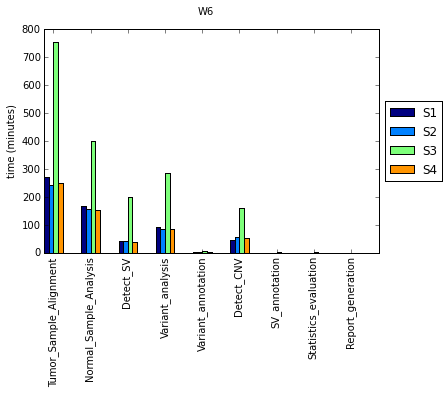 W6
time (minutes)
800
700
600
500
400
300
200
100
0
Tumor_Sample_Alignment
Normal_Sample_Analysis
Detect_SV
Variant_analysis
Variant_annotation
Detect_CNV
SV_annotation
Statistics_evaluation
Report_generation
S1
S2
S3
S4